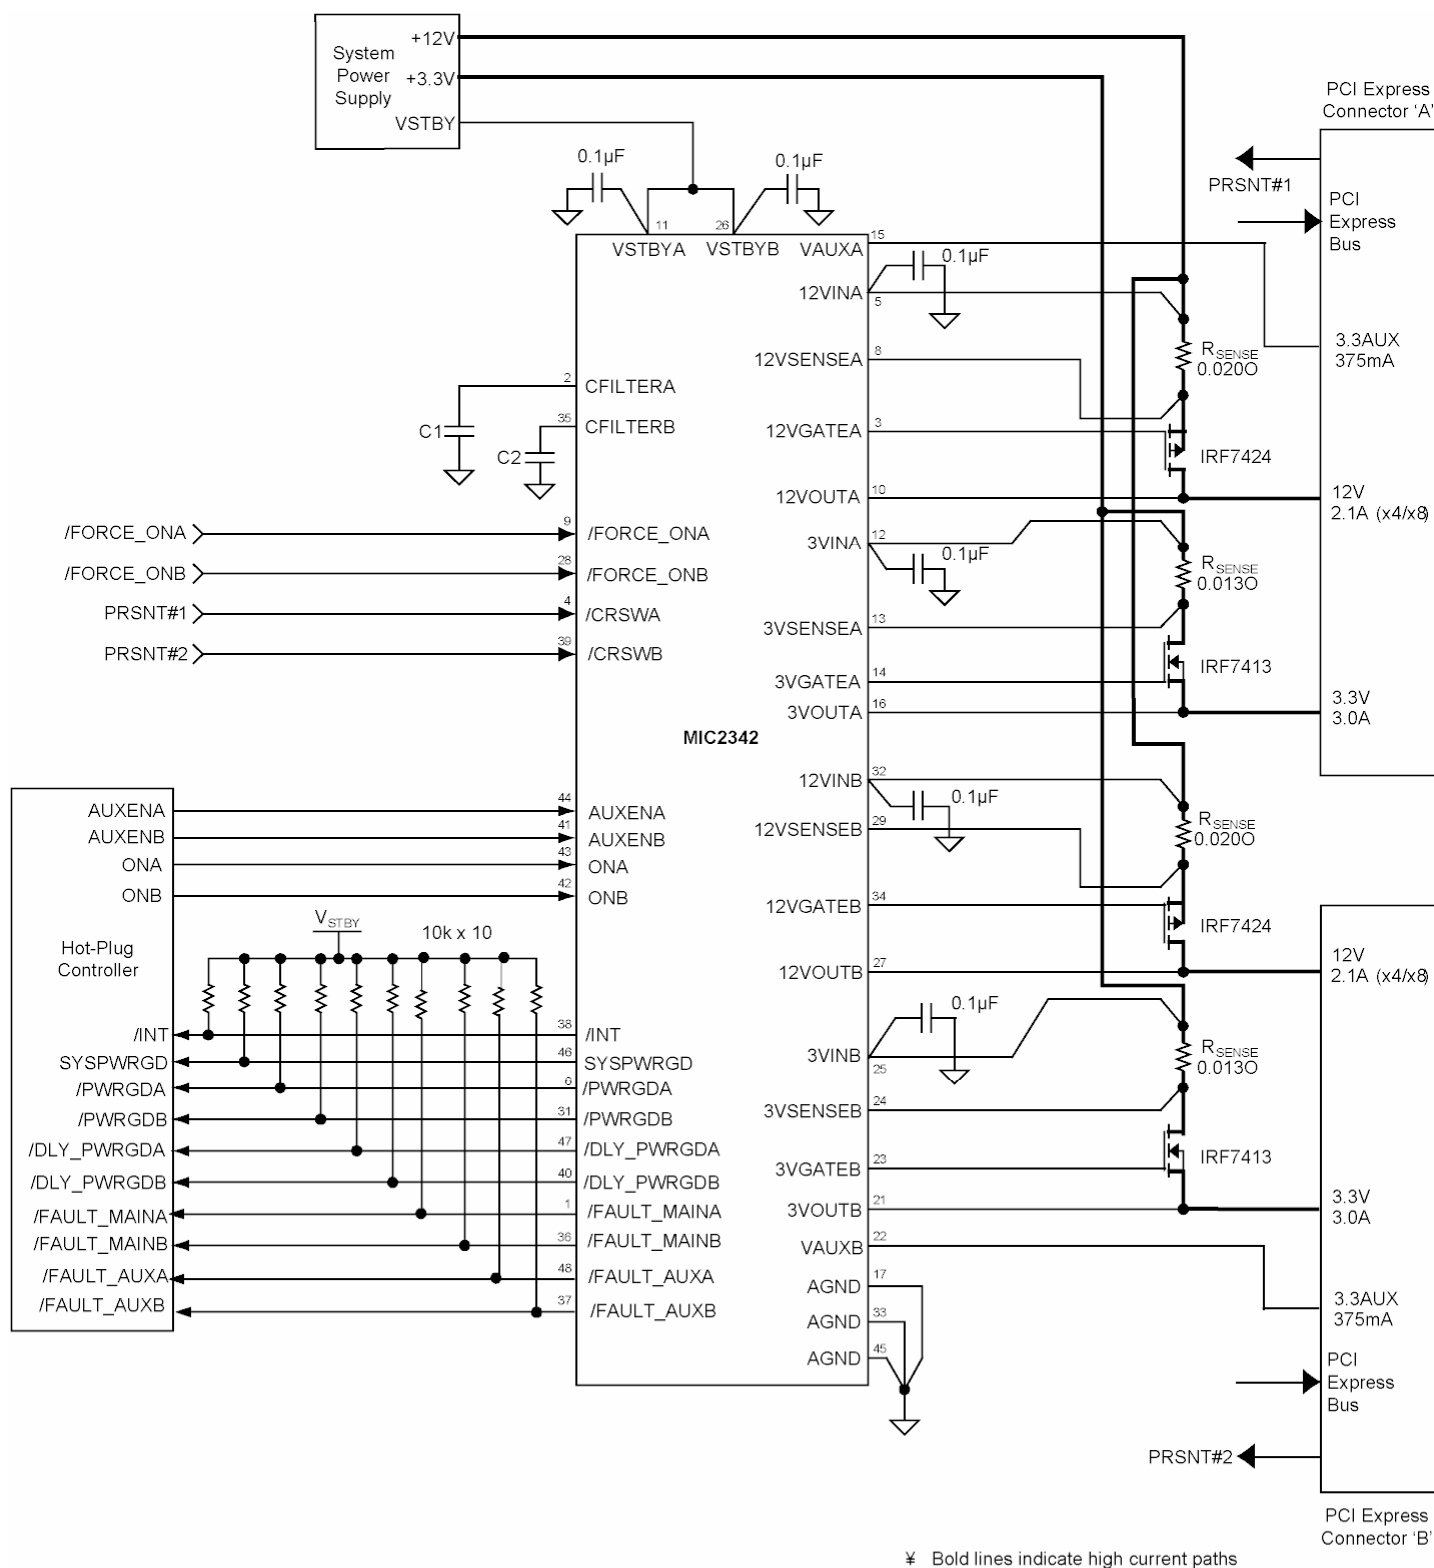 System
Power
Supply
+12V
+3.3V
VSTBY
PCI Express
Connector 'A'
0.1µF
0.1µF
PRSNT#1
PCI
Express
Bus
11
26
VSTBYA
VSTBYB
VAUXA
15
0.1µF
12VINA
5
3.3AUX
375mA
RSENSE
0.020O
12VSENSEA
8
2
CFILTERA
35
CFILTERB
C1
C2
12VGATEA
3
IRF7424
12VOUTA
10
12V
2.1A (x4/x8)
/FORCE_ONA
9
/FORCE_ONA
/FORCE_ONB
28
/FORCE_ONB
PRSNT#1
4
/CRSWA
PRSNT#2
39
/CRSWB
3VINA
12
0.1µF
RSENSE
0.013O
3VSENSEA
13
3VGATEA
14
IRF7413
3VOUTA
16
3.3V
3.0A
MIC2342
12VINB
32
0.1µF
12VSENSEB
29
RSENSE
0.020O
AUXENA
44
AUXENA
AUXENB
41
AUXENB
ONA
43
ONA
ONB
42
ONB
12VGATEB
34
IRF7424
12VOUTB
27
12V
2.1A (x4/x8)
VSTBY
10k x 10
Hot-Plug
Controller
0.1µF
3VINB
25
RSENSE
0.013O
3VSENSEB
24
3VGATEB
23
IRF7413
3VOUTB
21
3.3V
3.0A
VAUXB
22
/INT
38
/INT
SYSPWRGD
46
SYSPWRGD
/PWRGDA
6
/PWRGDA
/PWRGDB
31
/PWRGDB
/DLY_PWRGDA
47
/DLY_PWRGDA
/DLY_PWRGDB
40
/DLY_PWRGDB
/FAULT_MAINA
1
/FAULT_MAINA
/FAULT_MAINB
36
/FAULT_MAINB
/FAULT_AUXA
48
/FAULT_AUXA
/FAULT_AUXB
37
/FAULT_AUXB
AGND
17
AGND
33
AGND
45
3.3AUX
375mA
PCI
Express
Bus
PRSNT#2
PCI Express
Connector 'B'
¥ Bold lines indicate high current paths